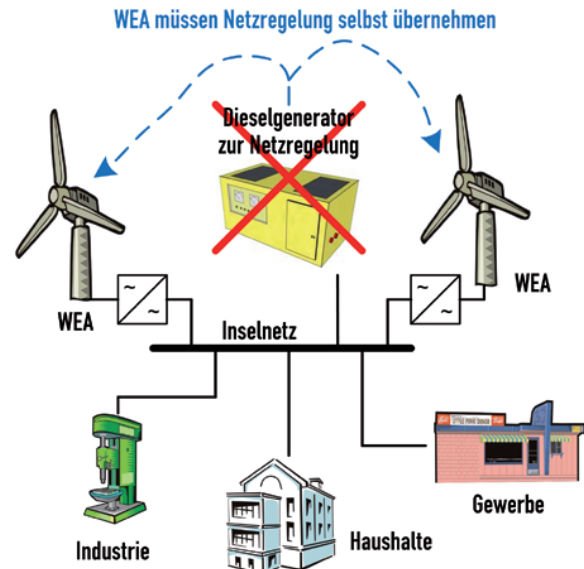 WEA müssen Netzregelung selbst übernehmen
Dieselgenerator
zur Netzregelung
~
~
~
~
WEA
WEA
Inselnetz
Industrie
Haushalte
Gewerbe